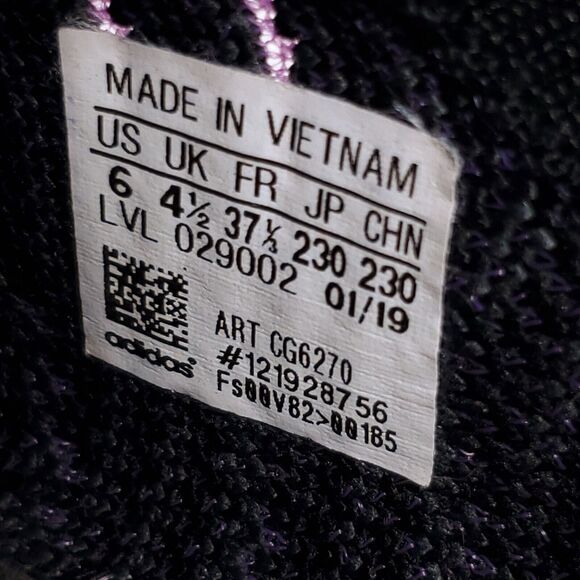 MADE IN VIETNAM
US UK FR JP CHN
6 4½ 37⅓ 230 230
LVL 029002 01/19
ART CG6270
#121928756
Fs00V82>00185
adidas